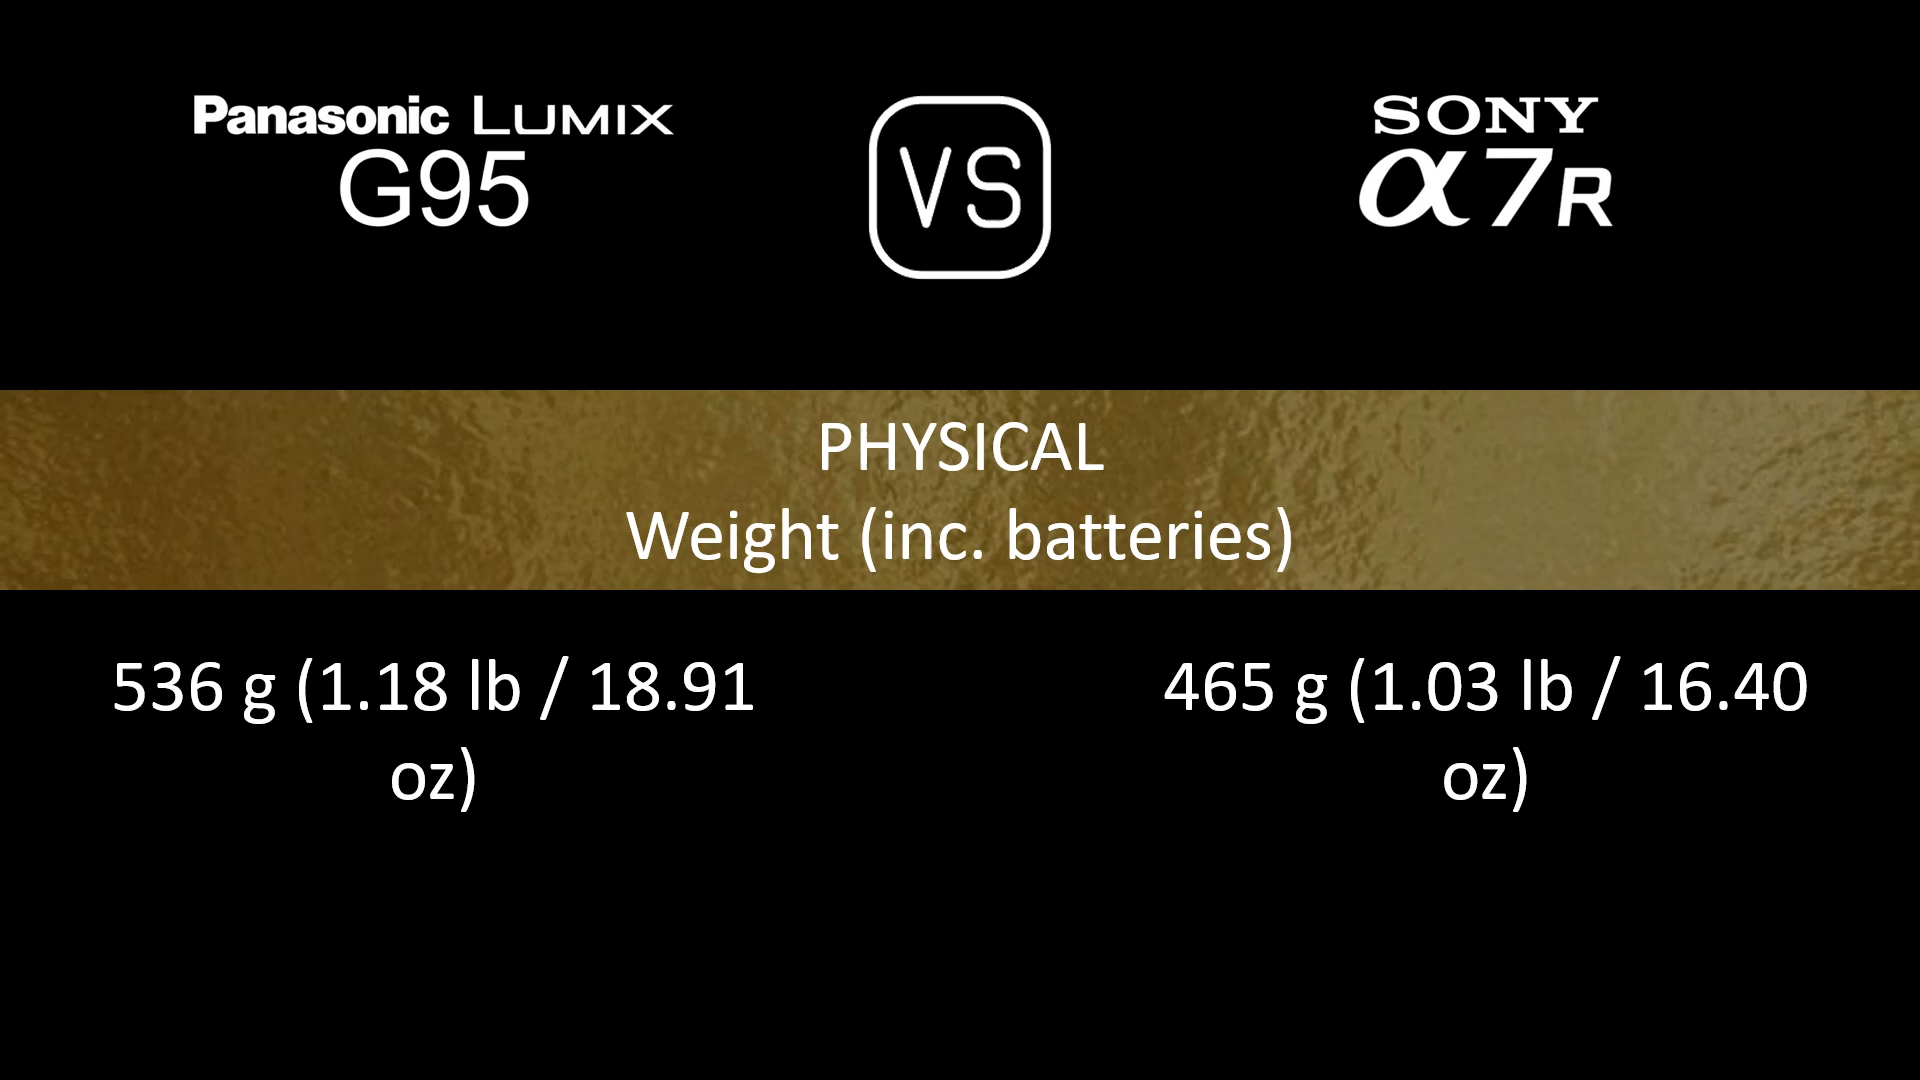 Panasonic LUMIX
G95
VS
SONY
α7R
PHYSICAL
Weight (inc. batteries)
536 g (1.18 lb / 18.91
oz)
465 g (1.03 lb / 16.40
oz)